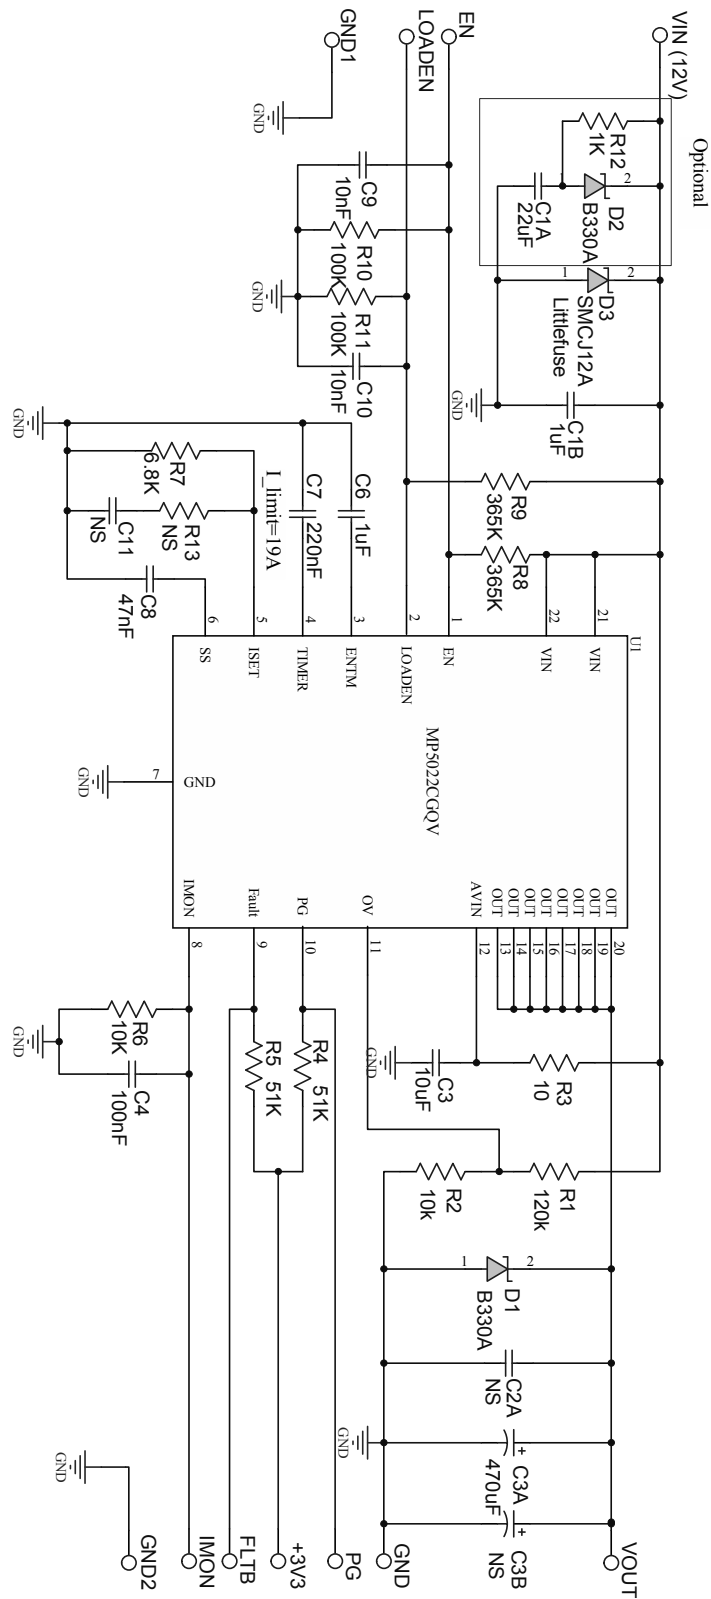 Optional
VIN (12V)
EN
LOADEN
GND1
GND
R12
1K
D2
B330A
1
2
C1A
22uF
D3
SMCJ12A
Littlefuse
1
2
C1B
1uF
GND
C9
10nF
R10
100K
R11
100K
C10
10nF
GND
R9
365K
R8
365K
C6
1uF
C7
220nF
I_limit=19A
R7
6.8K
R13
NS
C11
NS
C8
47nF
GND
U1
MP5022CGQV
21
VIN
22
VIN
1
EN
2
LOADEN
3
ENTM
4
TIMER
5
ISET
6
SS
7
GND
GND
OUT
20
OUT
19
OUT
18
OUT
17
OUT
16
OUT
15
OUT
14
OUT
13
AVIN
12
OV
11
PG
10
Fault
9
IMON
8
R3
10
C3
10uF
GND
R1
120k
R2
10k
R4
51K
R5
51K
R6
10K
C4
100nF
GND
D1
B330A
1
2
C2A
NS
C3A
470uF
+
C3B
NS
+
GND
VOUT
GND
PG
+3V3
FLTB
IMON
GND2
GND